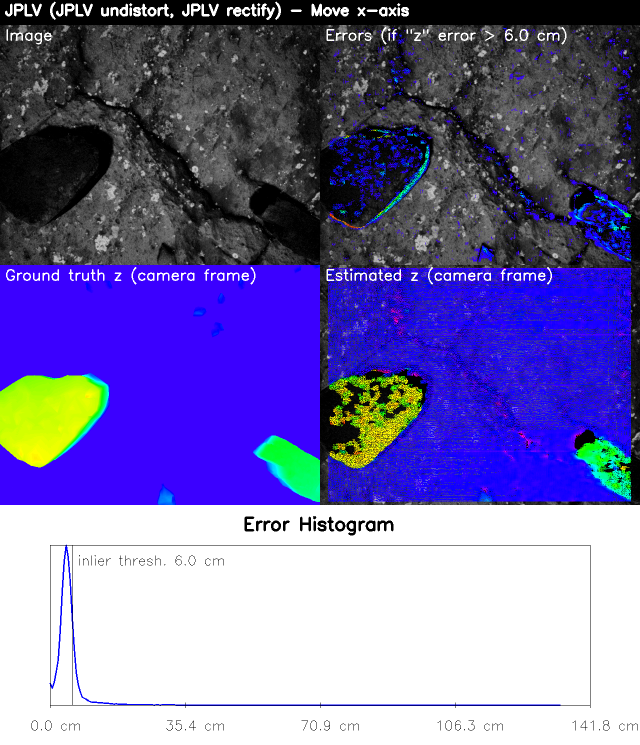 JPLV (JPLV undistort, JPLV rectify) - Move x-axis
Image
Errors (if "z" error > 6.0 cm)
Ground truth z (camera frame)
Estimated z (camera frame)
Error Histogram
inlier thresh. 6.0 cm
0.0 cm
35.4 cm
70.9 cm
106.3 cm
141.8 cm